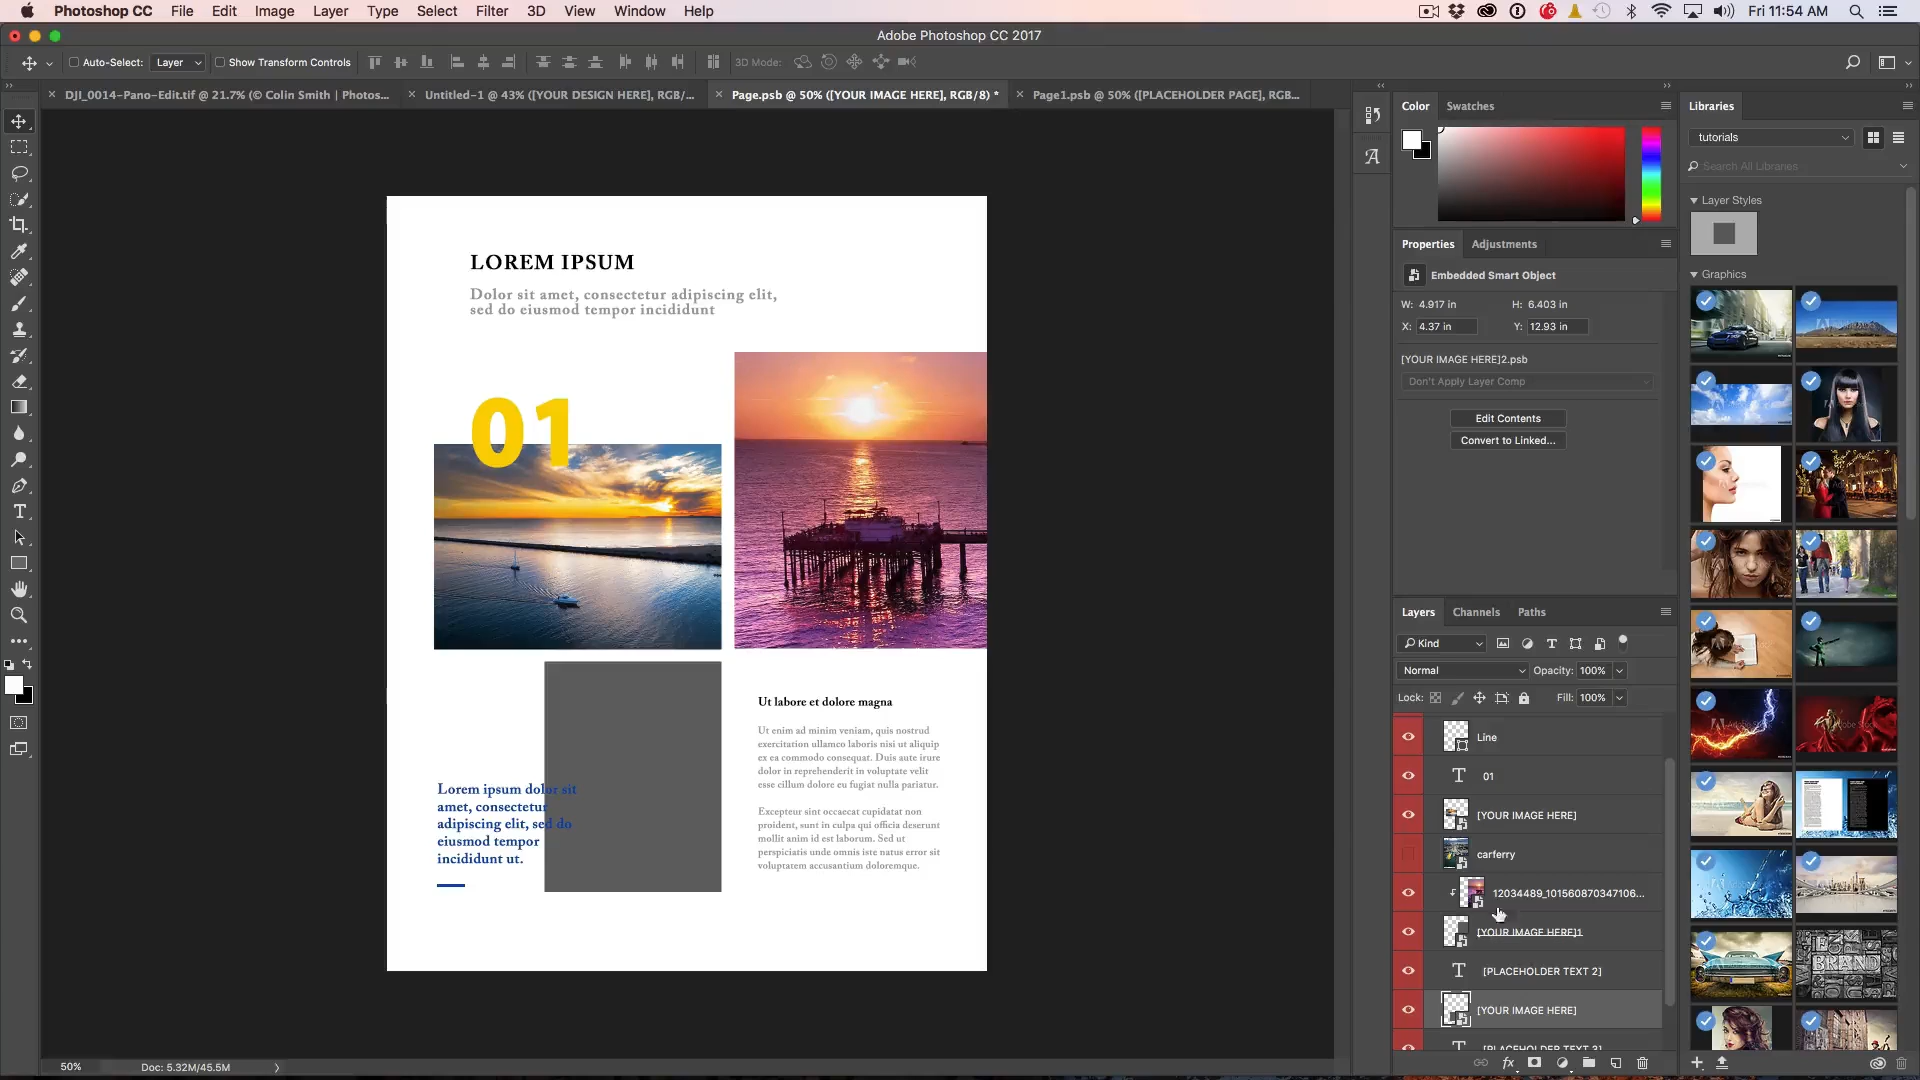 Photoshop CC File Edit Image Layer Type Select Filter 3D View Window Help Fri 11:54 AM
Adobe Photoshop CC 2017
Auto-Select: Layer Show Transform Controls 3D Mode:
DJI_0014-Pano-Edit.tif @ 21.7% (© Colin Smith | Photos...
Untitled-1 @ 43% ([YOUR DESIGN HERE], RGB/...
Page.psb @ 50% ([YOUR IMAGE HERE], RGB/8) *
Page1.psb @ 50% ([PLACEHOLDER PAGE], RGB...
LOREM IPSUM
Dolor sit amet, consectetur adipiscing elit,
sed do eiusmod tempor incididunt
01
Lorem ipsum dolor sit
amet, consectetur
adipiscing elit, sed do
eiusmod tempor
incididunt ut.
Ut labore et dolore magna
Ut enim ad minim veniam, quis nostrud
exercitation ullamco laboris nisi ut aliquip
ex ea commodo consequat. Duis aute irure
dolor in reprehenderit in voluptate velit
esse cillum dolore eu fugiat nulla pariatur.
Excepteur sint occaecat cupidatat non
proident, sunt in culpa qui officia deserunt
mollit anim id est laborum. Sed ut
perspiciatis unde omnis iste natus error sit
voluptatem accusantium doloremque.
50% Doc: 5.32M/45.5M
Color Swatches
Properties Adjustments
Embedded Smart Object
W: 4.917 in H: 6.403 in
X: 4.37 in Y: 12.93 in
[YOUR IMAGE HERE]2.psb
Don't Apply Layer Comp
Edit Contents
Convert to Linked...
Layers Channels Paths
Kind
Normal Opacity: 100%
Lock: Fill: 100%
Line
01
[YOUR IMAGE HERE]
carferry
12034489_101560870347106...
[YOUR IMAGE HERE]1
[PLACEHOLDER TEXT 2]
[YOUR IMAGE HERE]
[PLACEHOLDER TEXT 3]
fx
Libraries
tutorials
Search All Libraries
Layer Styles
Graphics
BRAND